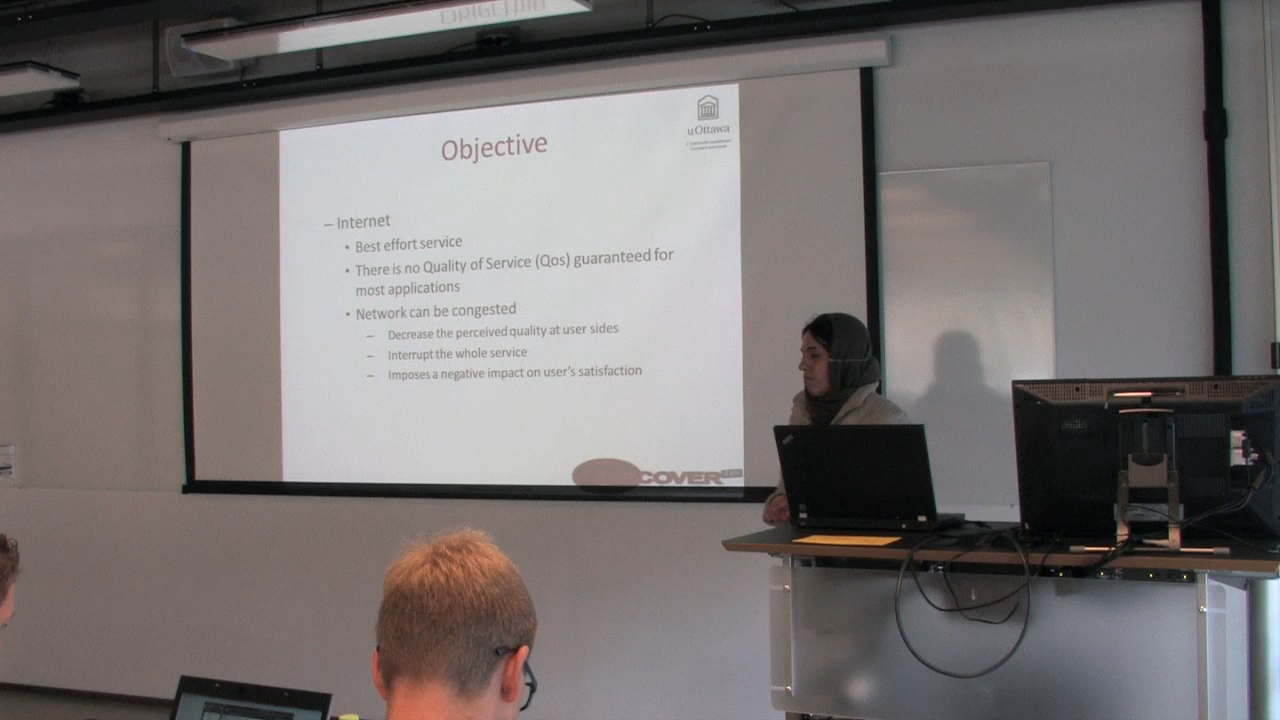 Objective
uOttawa
– Internet
• Best effort service
• There is no Quality of Service (Qos) guaranteed for
most applications
• Network can be congested
– Decrease the perceived quality at user sides
– Interrupt the whole service
– Imposes a negative impact on user's satisfaction
COVER